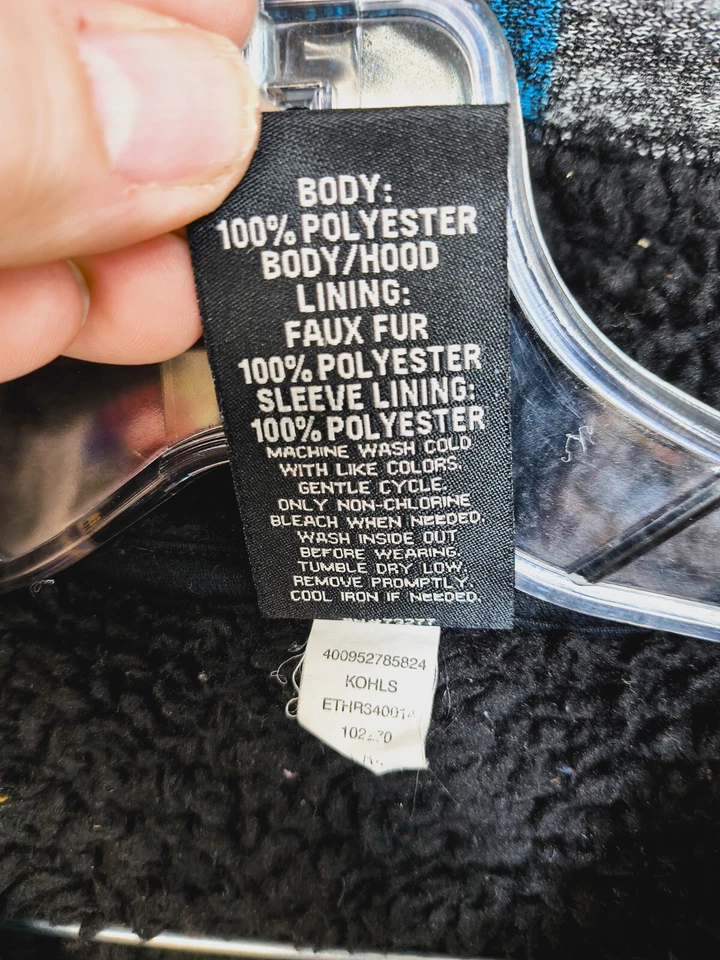 BODY:
100% POLYESTER
BODY/HOOD
LINING:
FAUX FUR
100% POLYESTER
SLEEVE LINING:
100% POLYESTER
MACHINE WASH COLD
WITH LIKE COLORS.
GENTLE CYCLE.
ONLY NON-CHLORINE
BLEACH WHEN NEEDED.
WASH INSIDE OUT
BEFORE WEARING.
TUMBLE DRY LOW.
REMOVE PROMPTLY.
COOL IRON IF NEEDED.
400952785824
KOHLS